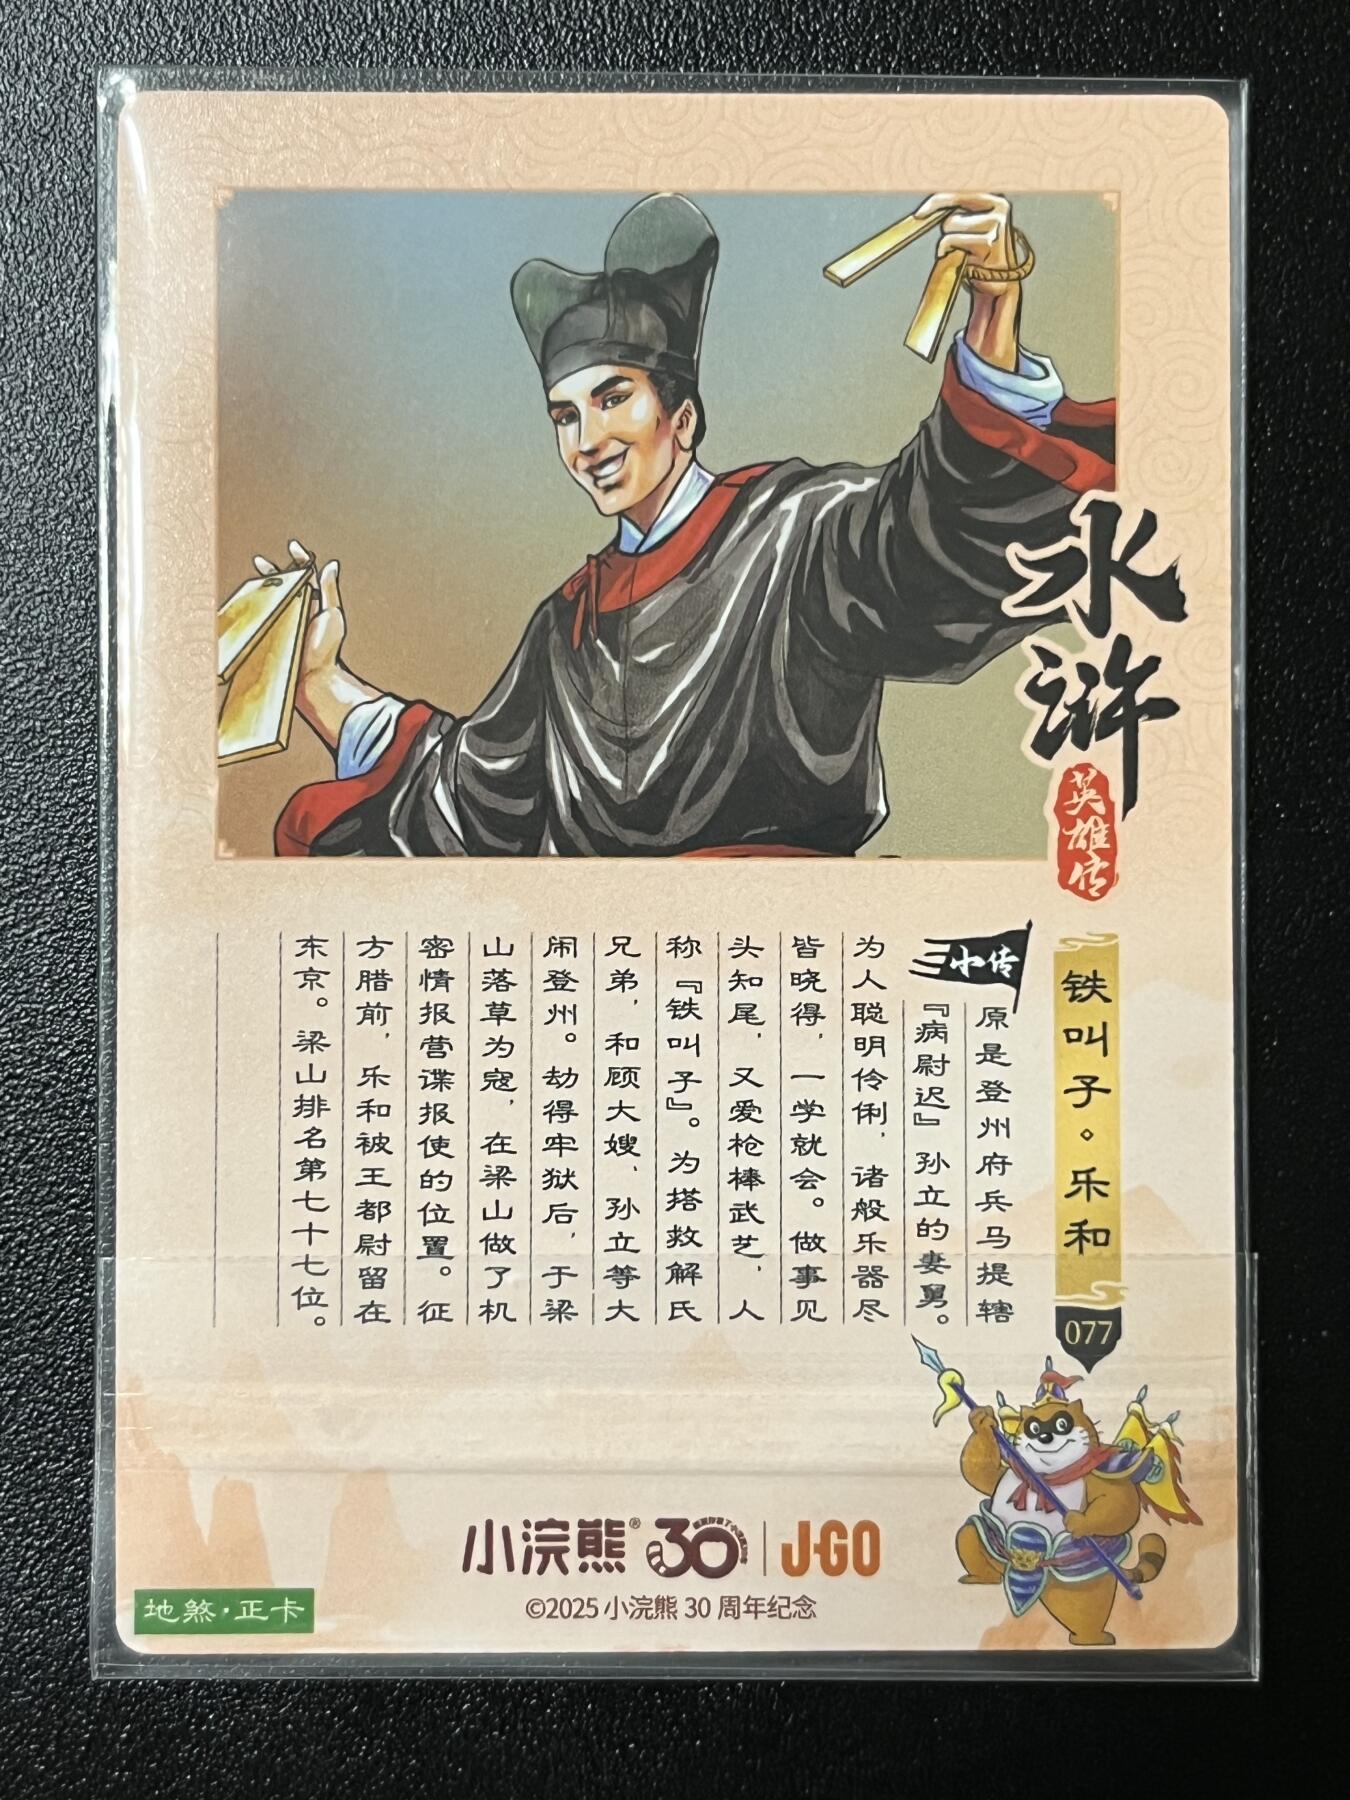 水浒
英雄传
铁叫子。乐和
077
小传
原是登州府兵马提辖
『病尉迟』孙立的妻舅。
为人聪明伶俐，诸般乐器尽
皆晓得，一学就会。做事见
头知尾，又爱枪棒武艺，人
称『铁叫子』。为搭救解氏
兄弟，和顾大嫂、孙立等大
闹登州。劫得牢狱后，于梁
山落草为寇，在梁山做了机
密情报营谍报使的位置。征
方腊前，乐和被王都尉留在
东京。梁山排名第七十七位。
小浣熊® 30 J·GO
©2025 小浣熊 30 周年纪念
地煞·正卡